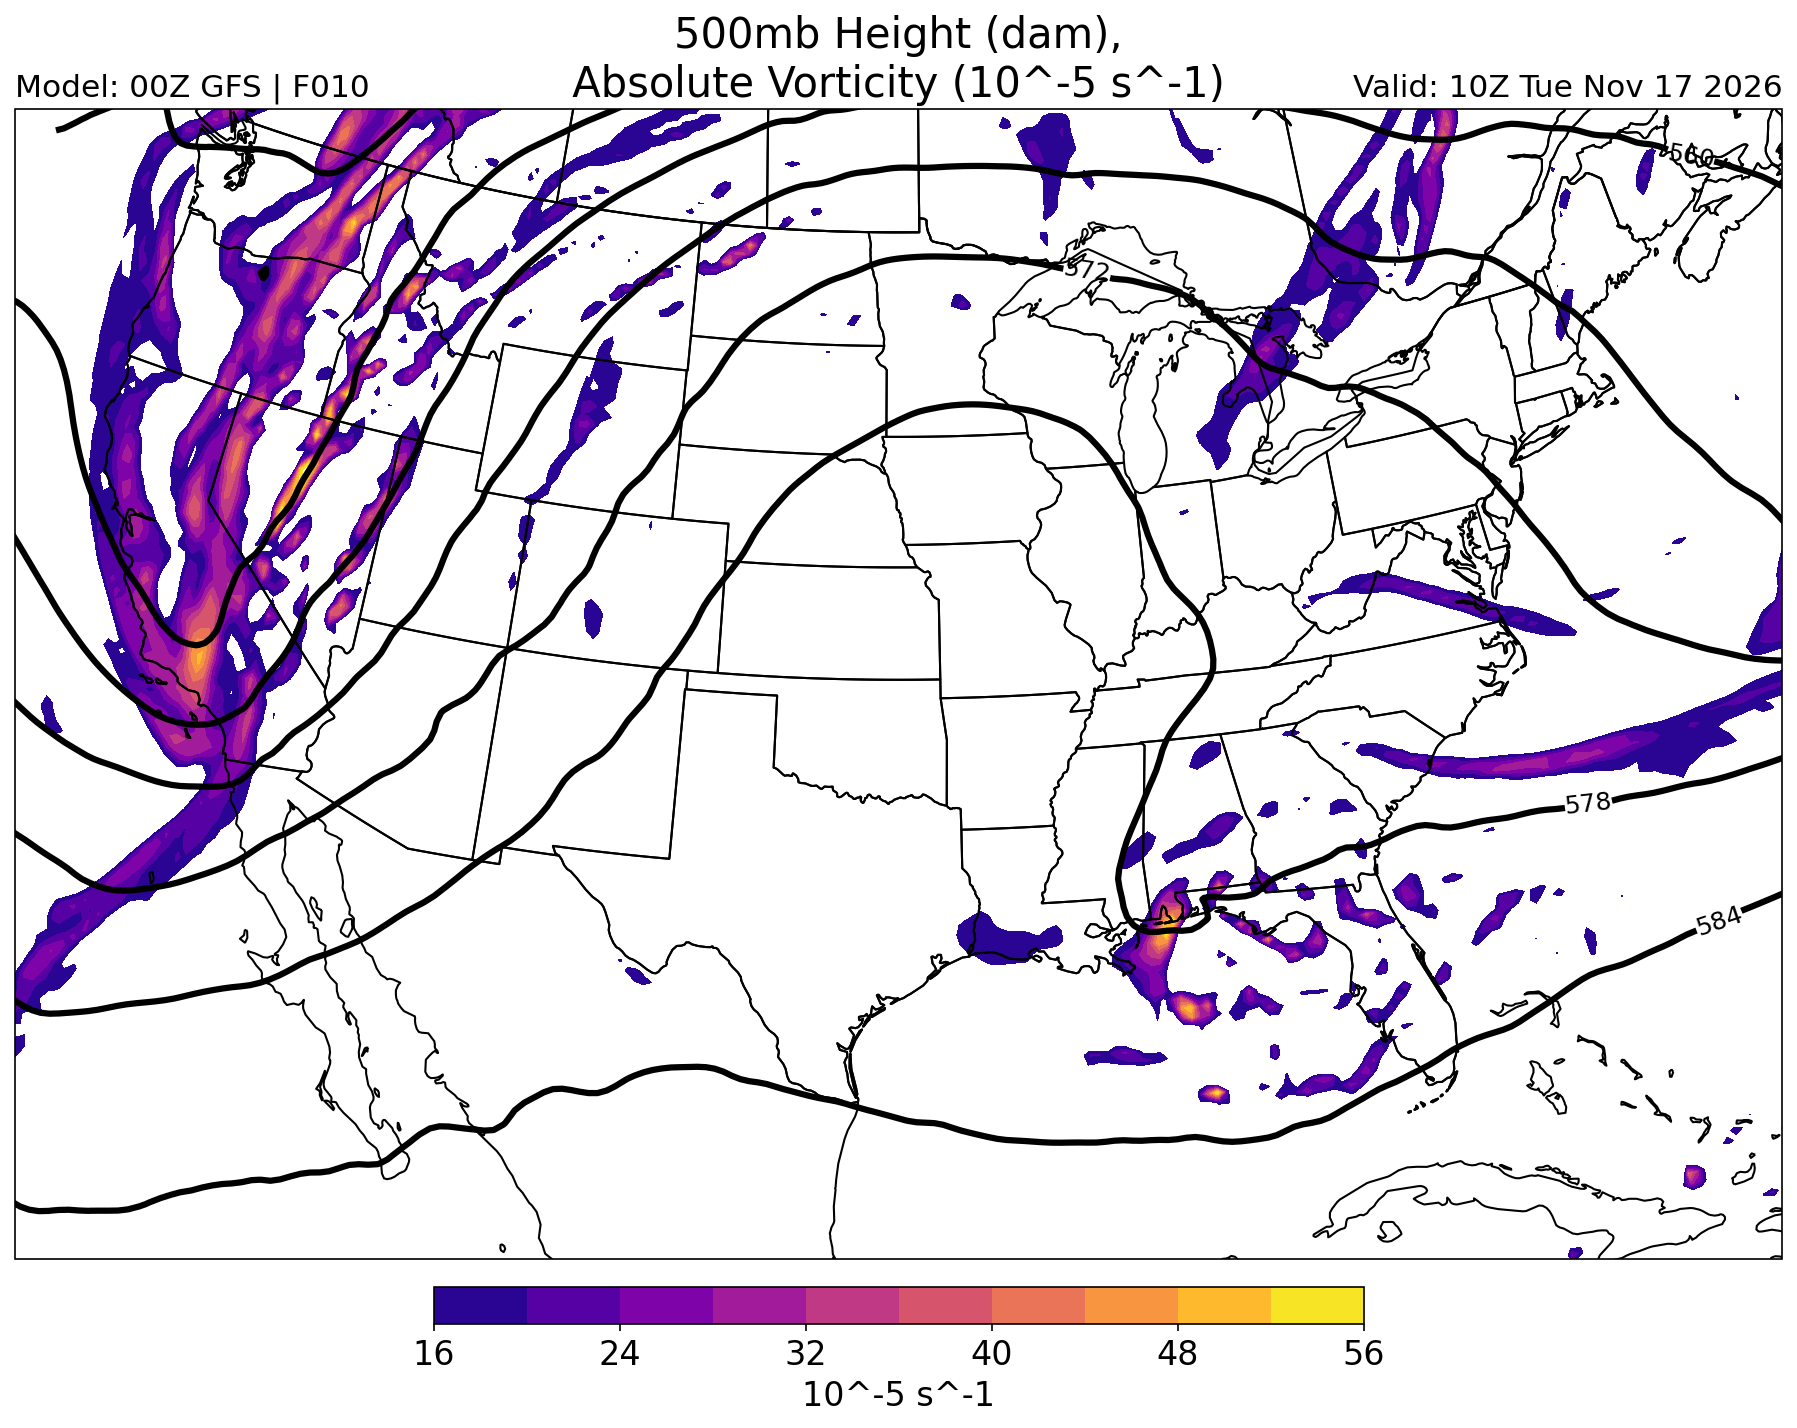 500mb Height (dam),
Model: 00Z GFS | F010
Absolute Vorticity (10^-5 s^-1)
Valid: 10Z Tue Nov 17 2026
560
572
578
584
16 24 32 40 48 56
10^-5 s^-1